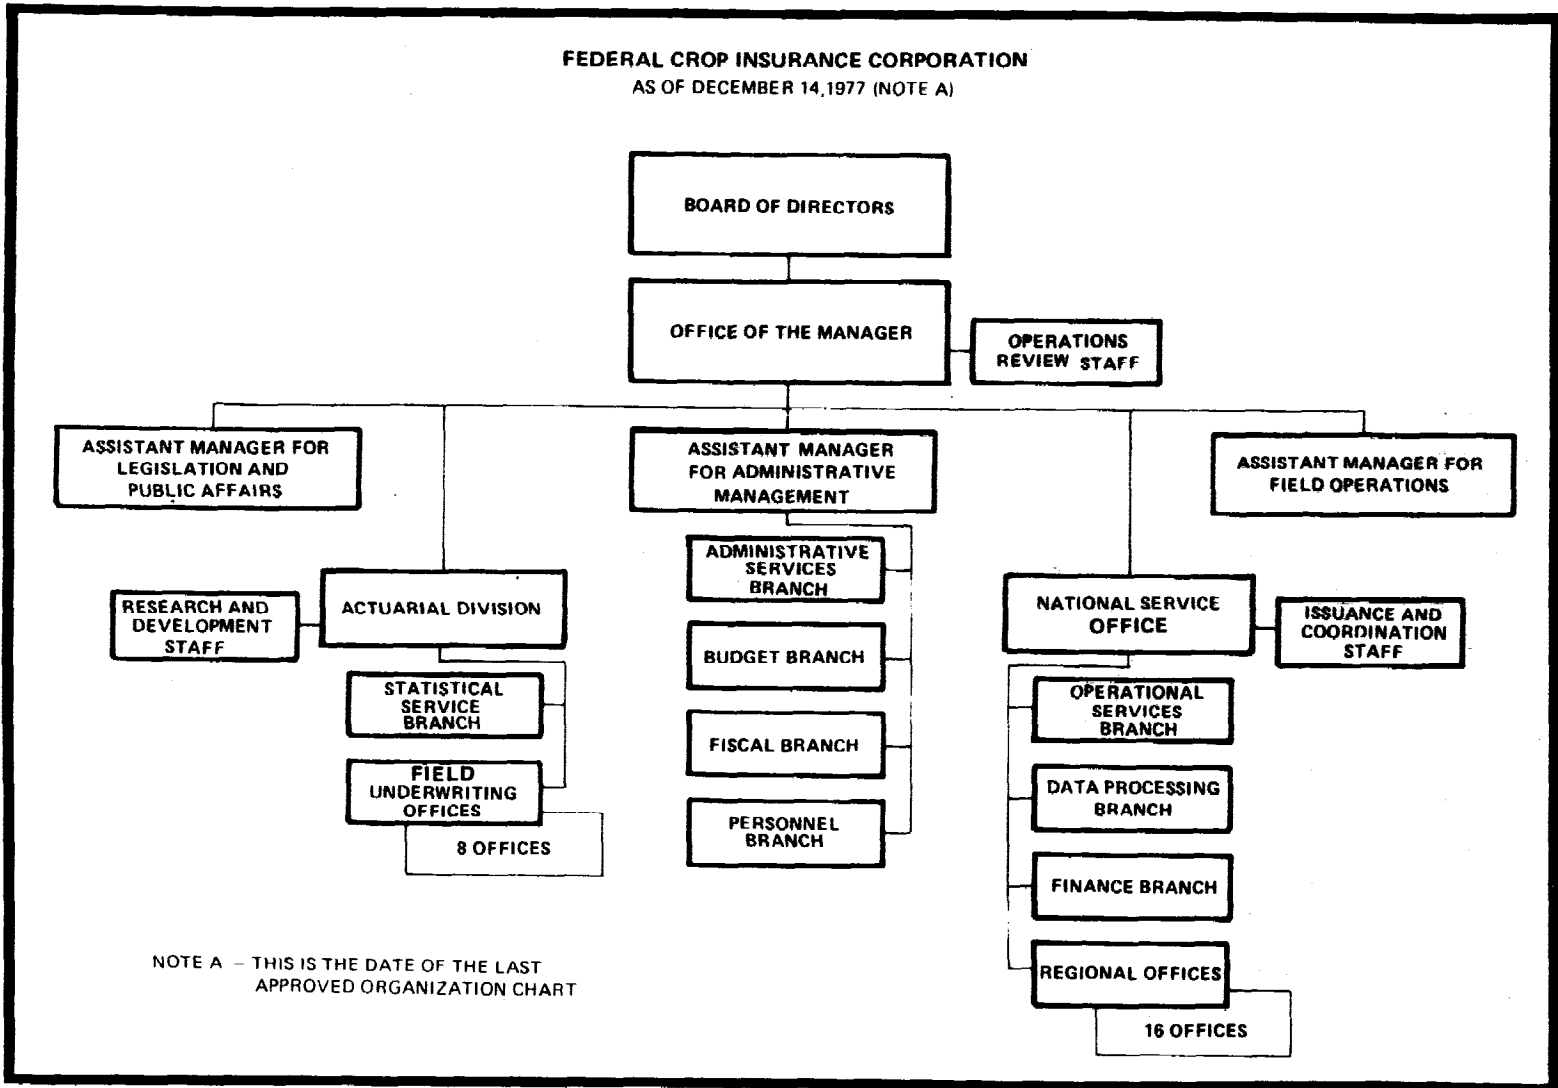 FEDERAL CROP INSURANCE CORPORATION
AS OF DECEMBER 14,1977 (NOTE A)
BOARD OF DIRECTORS
OFFICE OF THE MANAGER
OPERATIONS
REVIEW STAFF
ASSISTANT MANAGER FOR
LEGISLATION AND
PUBLIC AFFAIRS
ASSISTANT MANAGER
FOR ADMINISTRATIVE
MANAGEMENT
ASSISTANT MANAGER FOR
FIELD OPERATIONS
RESEARCH AND
DEVELOPMENT
STAFF
ACTUARIAL DIVISION
STATISTICAL
SERVICE
BRANCH
FIELD
UNDERWRITING
OFFICES
8 OFFICES
ADMINISTRATIVE
SERVICES
BRANCH
BUDGET BRANCH
FISCAL BRANCH
PERSONNEL
BRANCH
NATIONAL SERVICE
OFFICE
ISSUANCE AND
COORDINATION
STAFF
OPERATIONAL
SERVICES
BRANCH
DATA PROCESSING
BRANCH
FINANCE BRANCH
REGIONAL OFFICES
16 OFFICES
NOTE A – THIS IS THE DATE OF THE LAST
APPROVED ORGANIZATION CHART